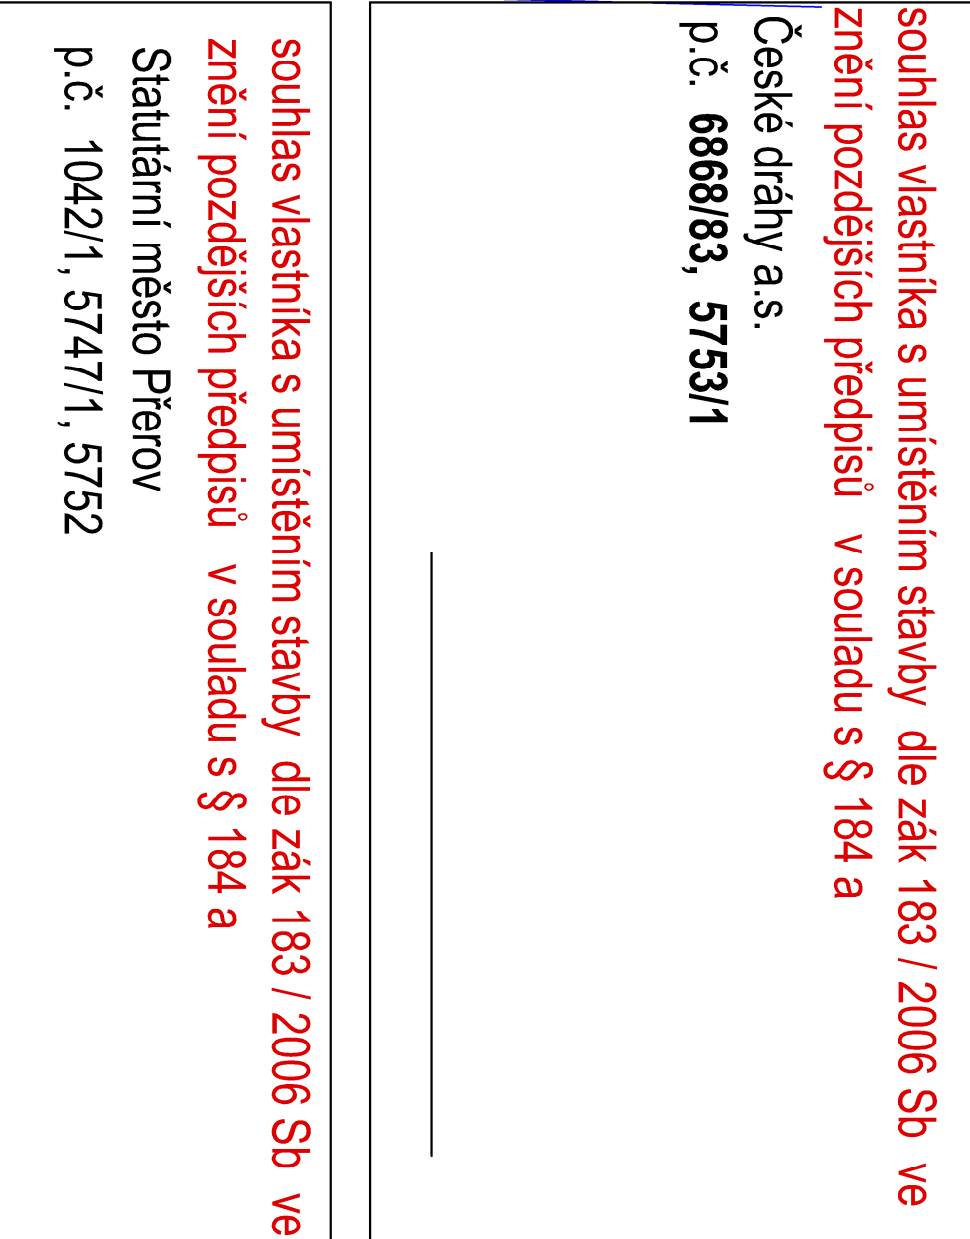 souhlas vlastníka s umístěním stavby dle zák 183 / 2006 Sb ve
znění pozdějších předpisů v souladu s § 184 a
České dráhy a.s.
p.č. 6868/83, 5753/1
souhlas vlastníka s umístěním stavby dle zák 183 / 2006 Sb ve
znění pozdějších předpisů v souladu s § 184 a
Statutární město Přerov
p.č. 1042/1, 5747/1, 5752